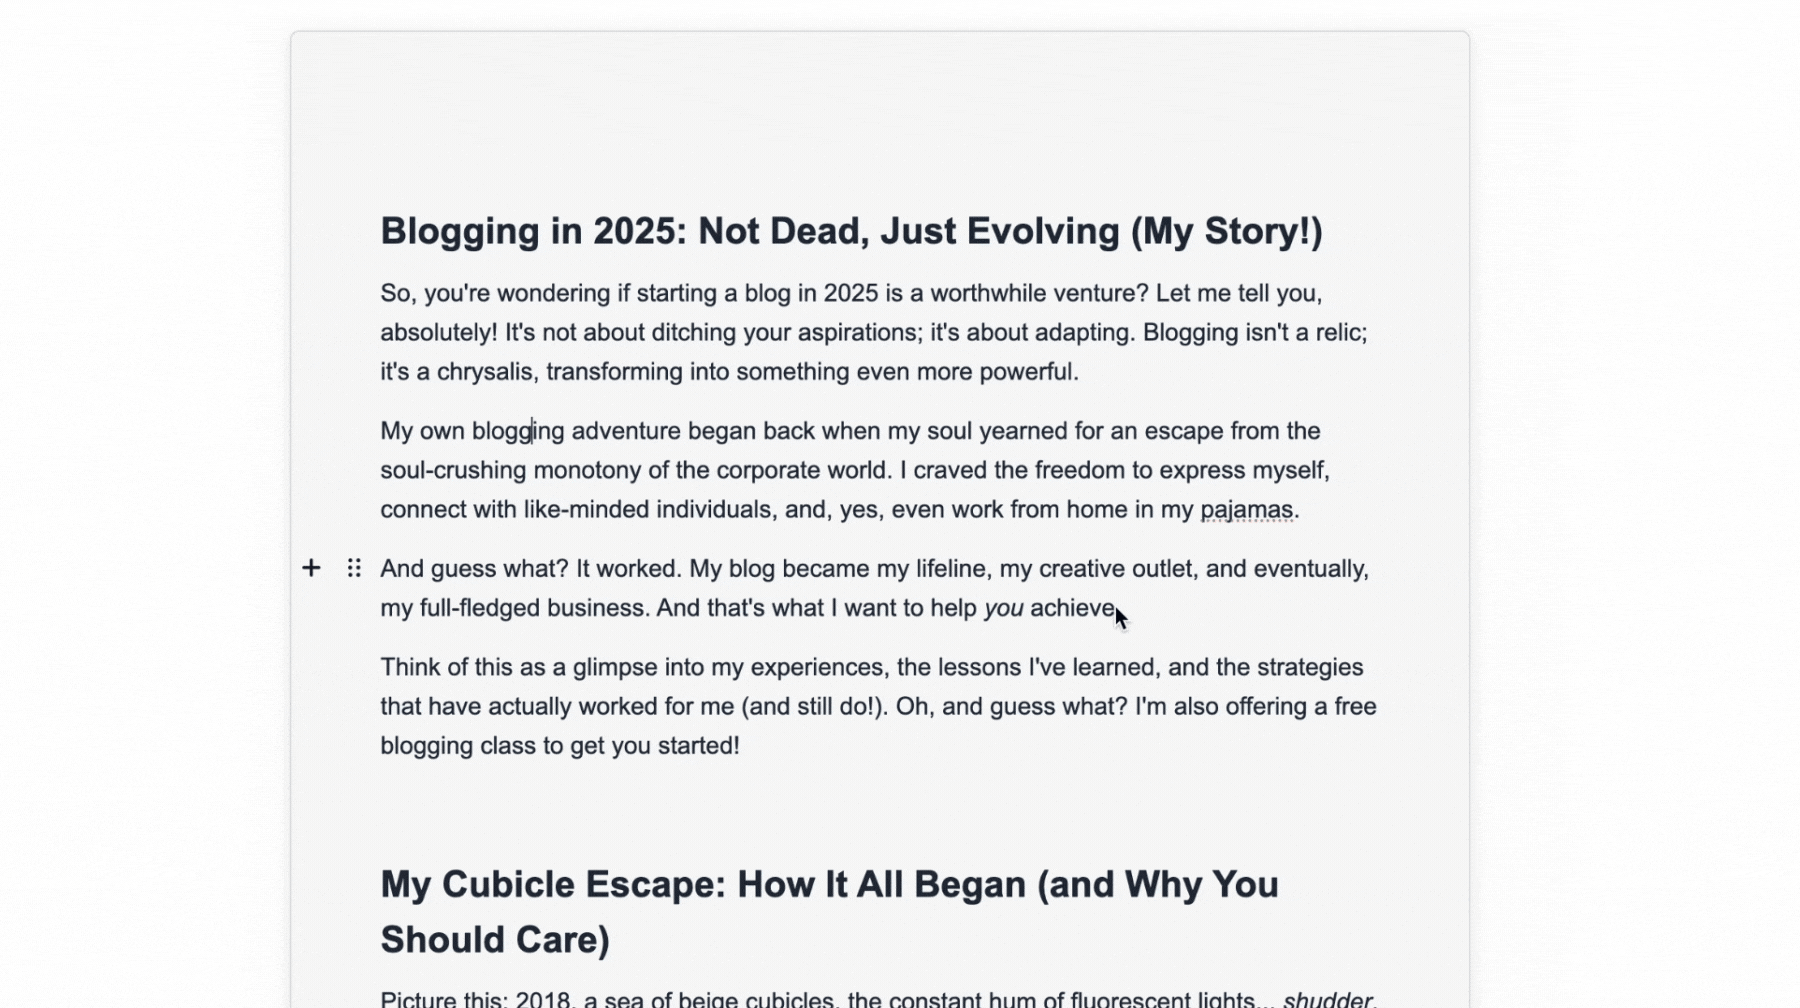 Blogging in 2025: Not Dead, Just Evolving (My Story!)
So, you're wondering if starting a blog in 2025 is a worthwhile venture? Let me tell you,
absolutely! It's not about ditching your aspirations; it's about adapting. Blogging isn't a relic;
it's a chrysalis, transforming into something even more powerful.
My own blogging adventure began back when my soul yearned for an escape from the
soul-crushing monotony of the corporate world. I craved the freedom to express myself,
connect with like-minded individuals, and, yes, even work from home in my pajamas.
And guess what? It worked. My blog became my lifeline, my creative outlet, and eventually,
my full-fledged business. And that's what I want to help you achieve
Think of this as a glimpse into my experiences, the lessons I've learned, and the strategies
that have actually worked for me (and still do!). Oh, and guess what? I'm also offering a free
blogging class to get you started!
My Cubicle Escape: How It All Began (and Why You
Should Care)
Picture this: 2018, a sea of beige cubicles, the constant hum of fluorescent lights... shudder.